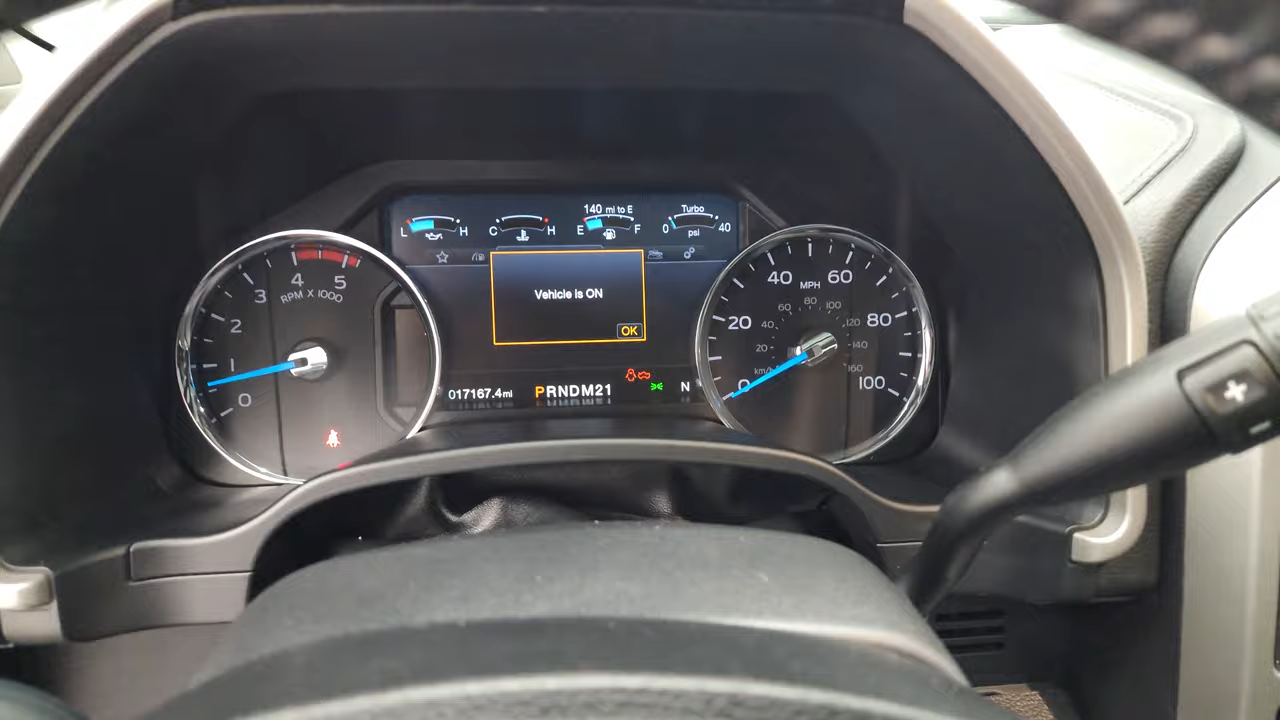 140 mi to E
Turbo
L H C H E F 0 40
psi
Vehicle is ON
OK
017167.4mi PRNDM21 N
0 1 2 3 4 5
RPM X 1000
0 20 40 60 80 100
MPH
20 40 60 80 100 120 140 160
km/h
+
-